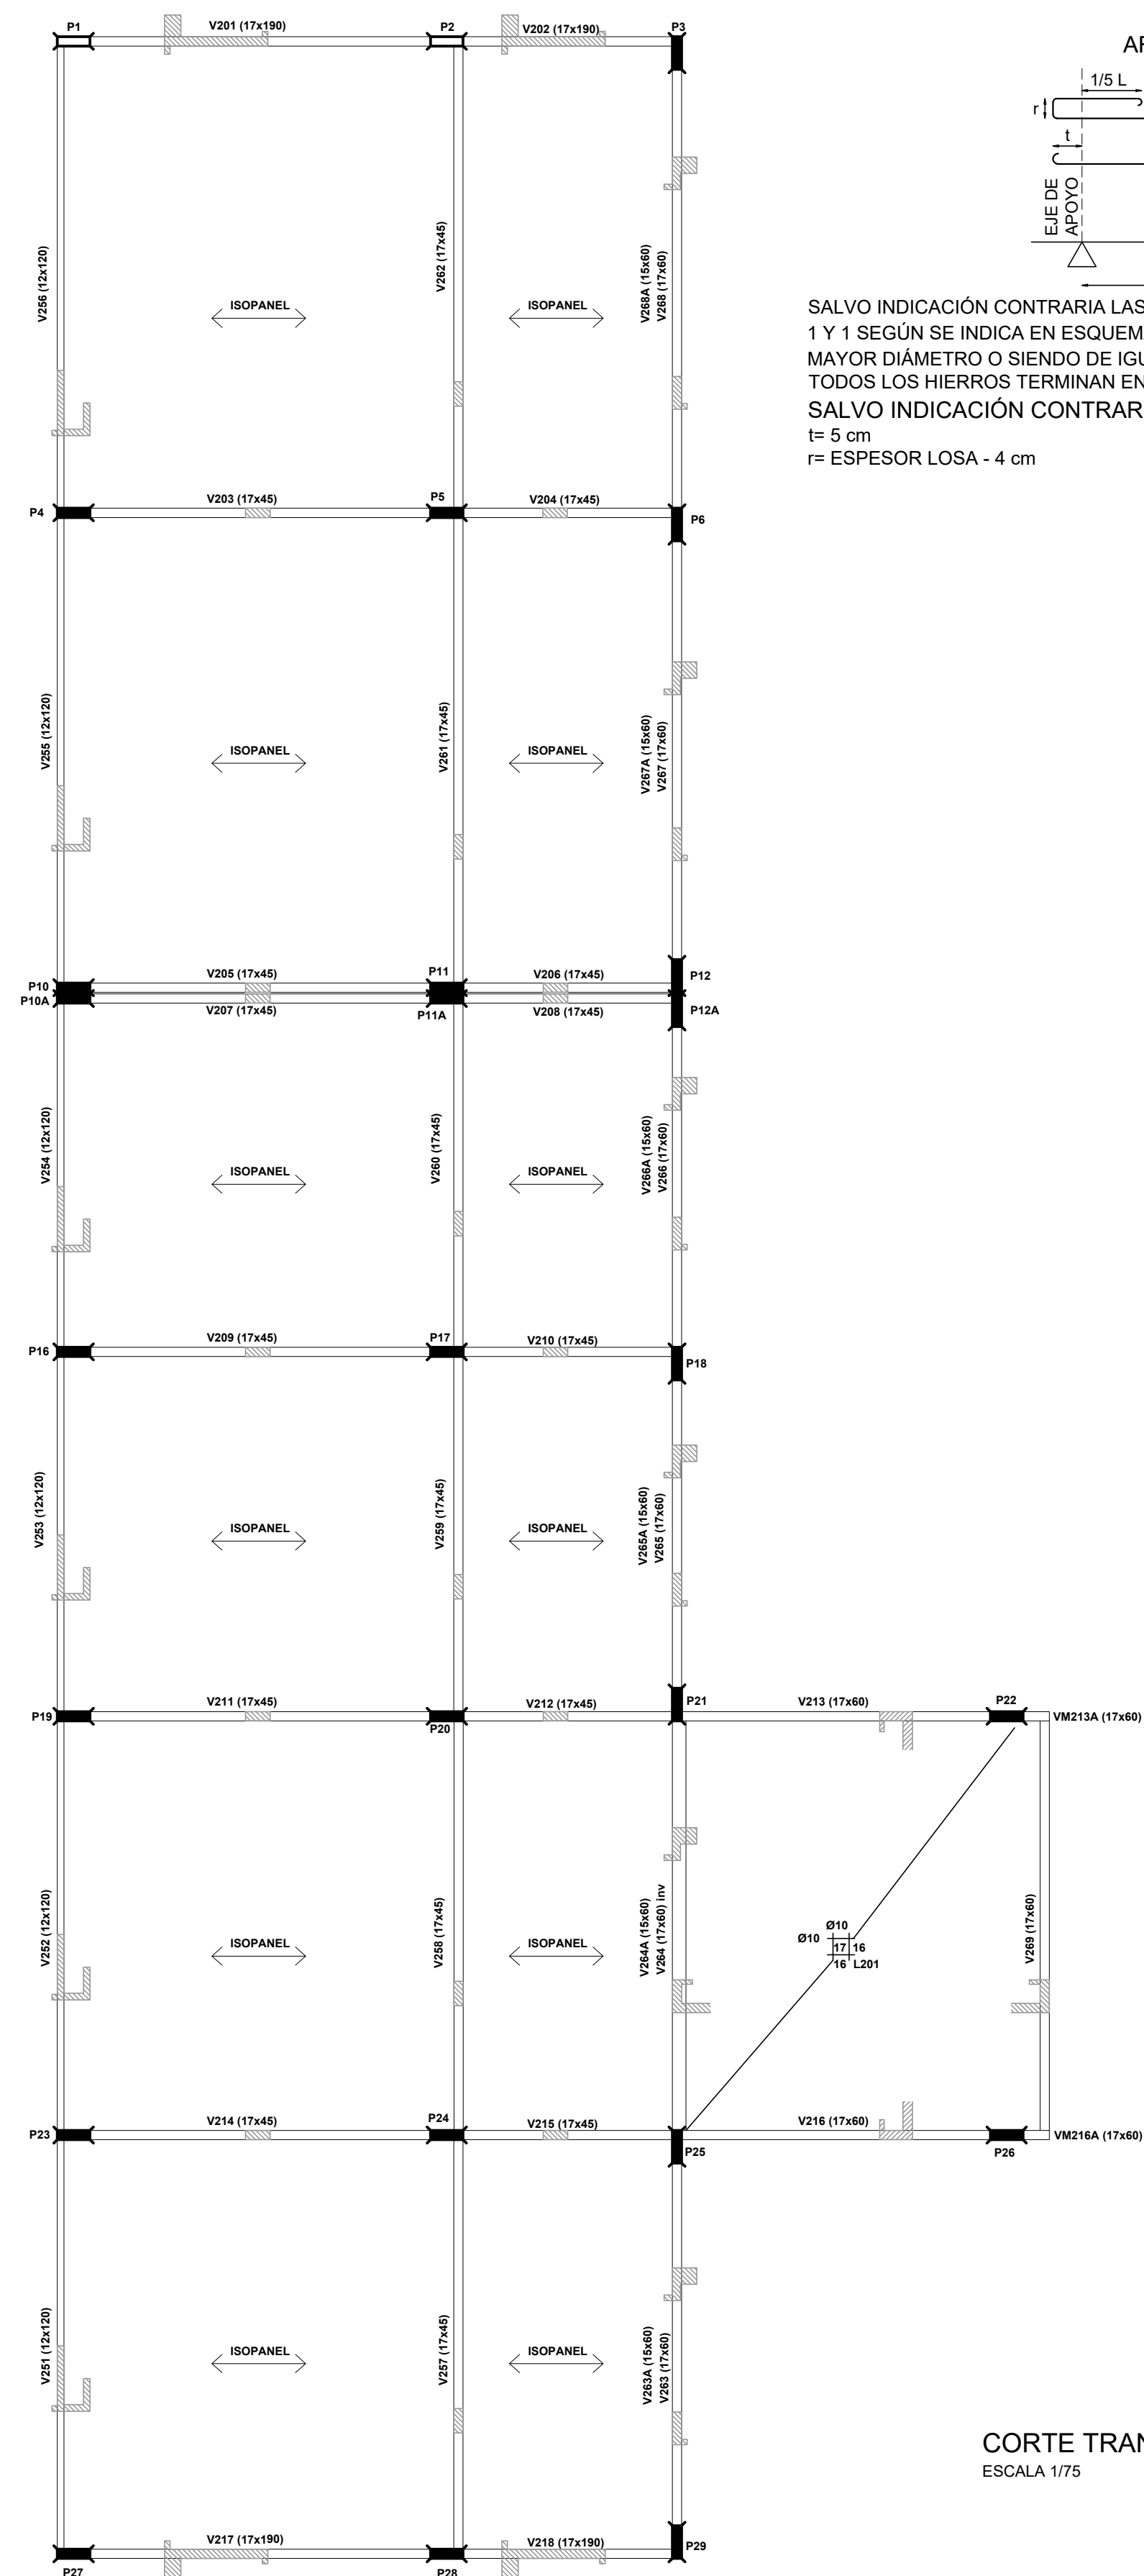 P1
V201 (17x190)
P2
V202 (17x190)
P3
1/5 L
r
t
EJE DE
APOYO
V256 (12x120)
V262 (17x45)
V268A (15x60)
V268 (17x60)
ISOPANEL
ISOPANEL
SALVO INDICACIÓN CONTRARIA LAS
1 Y 1 SEGÚN SE INDICA EN
MAYOR DIÁMETRO O SIENDO DE
TODOS LOS HIERROS TERMINAN EN
SALVO INDICACIÓN
t= 5 cm
r= ESPESOR LOSA - 4 cm
P4
V203 (17x45)
P5
V204 (17x45)
P6
V255 (12x120)
V261 (17x45)
V267A (15x60)
V267 (17x60)
ISOPANEL
ISOPANEL
P10
V205 (17x45)
P11
V206 (17x45)
P12
P10A
V207 (17x45)
P11A
V208 (17x45)
P12A
V254 (12x120)
V260 (17x45)
V266A (15x60)
V266 (17x60)
ISOPANEL
ISOPANEL
P16
V209 (17x45)
P17
V210 (17x45)
P18
V253 (12x120)
V259 (17x45)
V265A (15x60)
V265 (17x60)
ISOPANEL
ISOPANEL
P19
V211 (17x45)
P20
V212 (17x45)
P21
V213 (17x60)
P22
VM213A (17x60)
V252 (12x120)
V258 (17x45)
V264A (15x60)
V264 (17x60) inv
V269 (17x60)
ISOPANEL
ISOPANEL
Ø10
Ø10
17 16
16 L201
P23
V214 (17x45)
P24
V215 (17x45)
P25
V216 (17x60)
P26
VM216A (17x60)
V251 (12x120)
V257 (17x45)
V263A (15x60)
V263 (17x60)
ISOPANEL
ISOPANEL
CORTE
ESCALA 1/75
P27
V217 (17x190)
P28
V218 (17x190)
P29